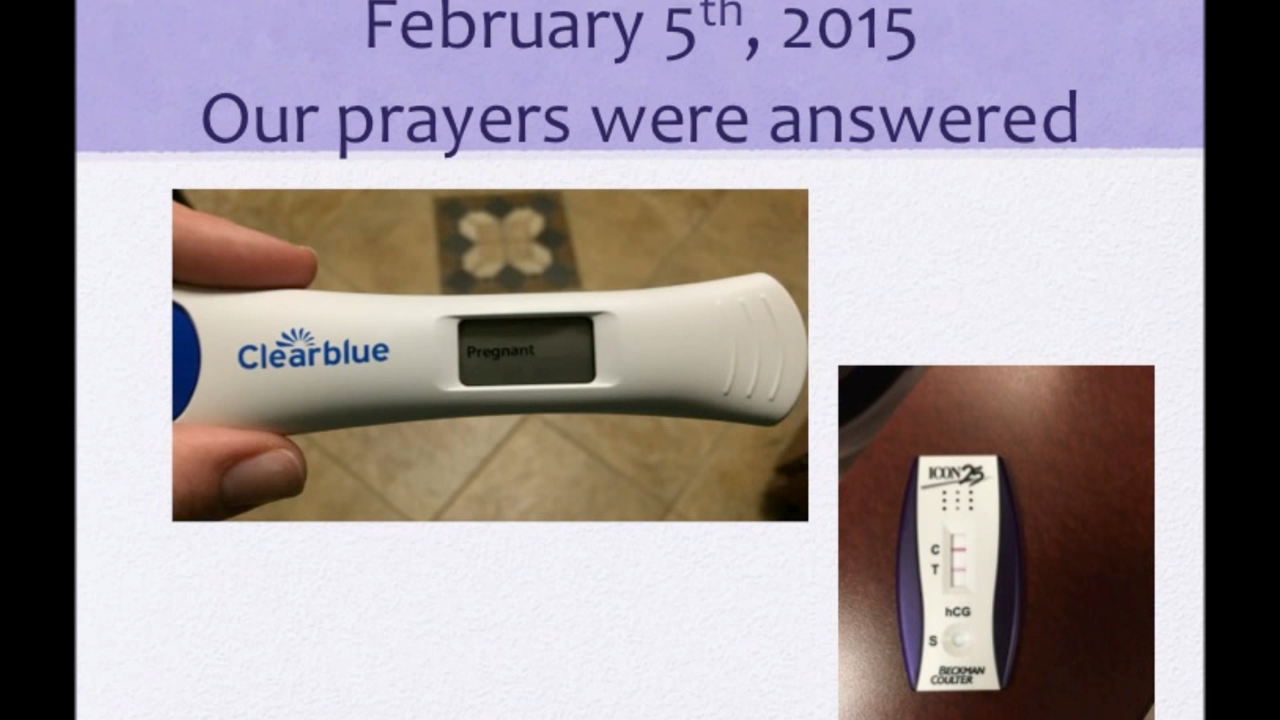 February 5th, 2015
Our prayers were answered
Clearblue
Pregnant
ICON 25
C
T
hCG
S
BECKMAN
COULTER